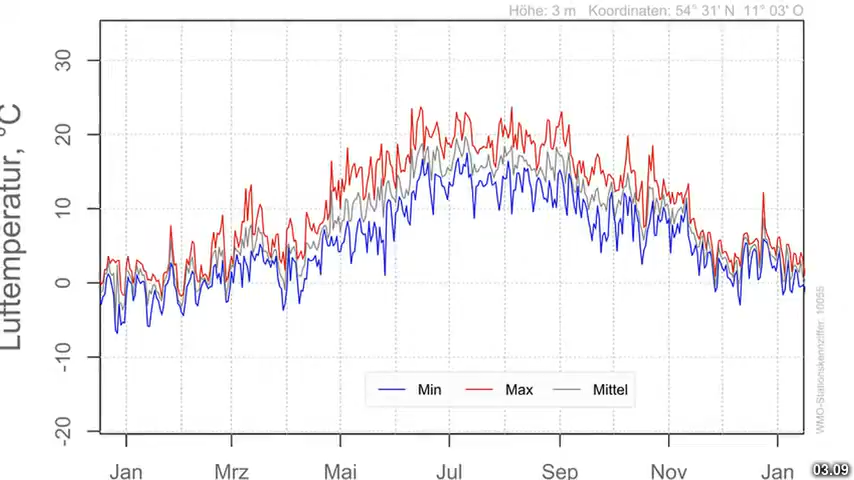 Höhe: 3 m Koordinaten: 54° 31' N 11° 03' O
Lufttemperatur, °C
30
20
10
0
-10
-20
Min Max Mittel
Jan Mrz Mai Jul Sep Nov Jan
WMO-Stationskennziffer: 10055
03.09